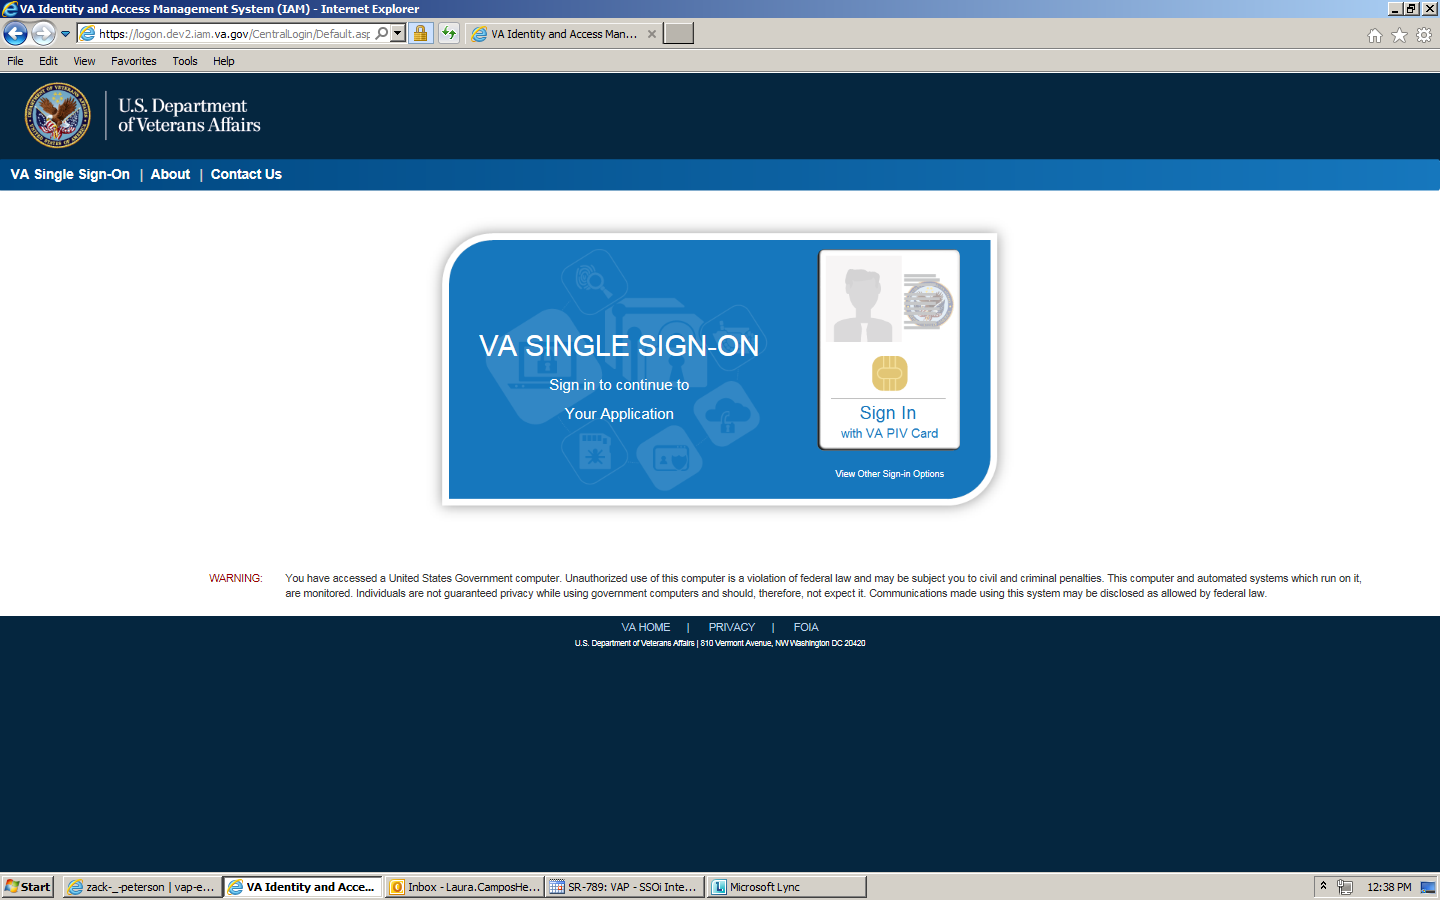 VA Identity and Access Management System (IAM) - Internet Explorer
https://logon.dev2.iam.va.gov/CentralLogin/Default.asp
VA Identity and Access Man...
File Edit View Favorites Tools Help
U.S. Department
of Veterans Affairs
VA Single Sign-On | About | Contact Us
VA SINGLE SIGN-ON
Sign in to continue to
Your Application
Sign In
with VA PIV Card
View Other Sign-in Options
WARNING: You have accessed a United States Government computer. Unauthorized use of this computer is a violation of federal law and may be subject you to civil and criminal penalties. This computer and automated systems which run on it,
are monitored. Individuals are not guaranteed privacy while using government computers and should, therefore, not expect it. Communications made using this system may be disclosed as allowed by federal law.
VA HOME | PRIVACY | FOIA
U.S. Department of Veterans Affairs | 810 Vermont Avenue, NW Washington DC 20420
Start
zack-_-peterson | vap-e...
VA Identity and Acce...
Inbox - Laura.CamposHe...
SR-789: VAP - SSOi Inte...
Microsoft Lync
12:38 PM